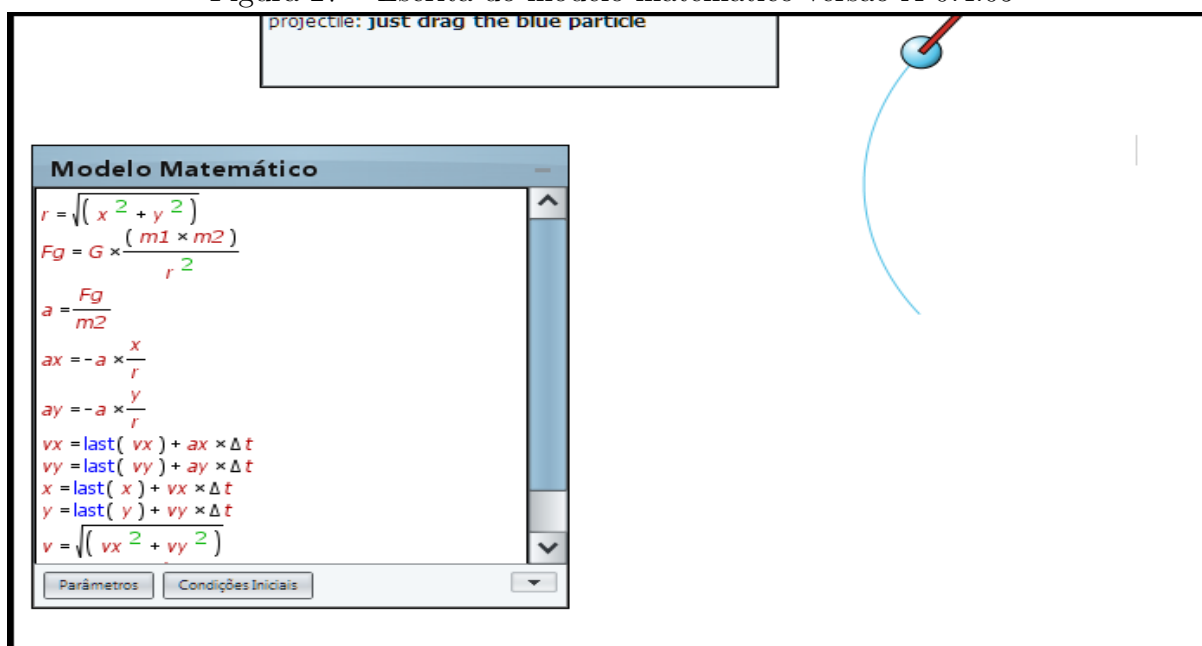 projectile: just drag the blue particle
Modelo Matemático
r = √( x 2 + y 2 )
Fg = G × ( m1 × m2 ) / r 2
a = Fg / m2
ax = - a × x / r
ay = - a × y / r
vx = last( vx ) + ax × Δ t
vy = last( vy ) + ay × Δ t
x = last( x ) + vx × Δ t
y = last( y ) + vy × Δ t
v = √( vx 2 + vy 2 )
Parâmetros Condições Iniciais